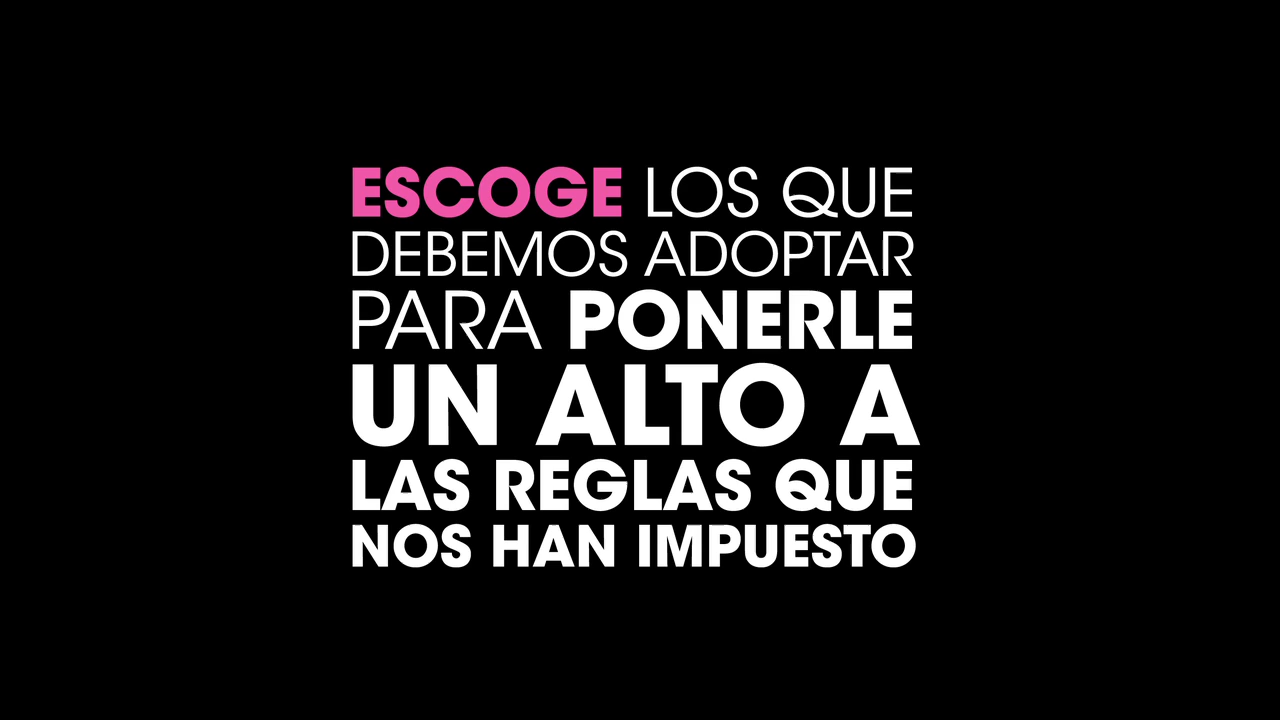 ESCOGE LOS QUE
DEBEMOS ADOPTAR
PARA PONERLE
UN ALTO A
LAS REGLAS QUE
NOS HAN IMPUESTO